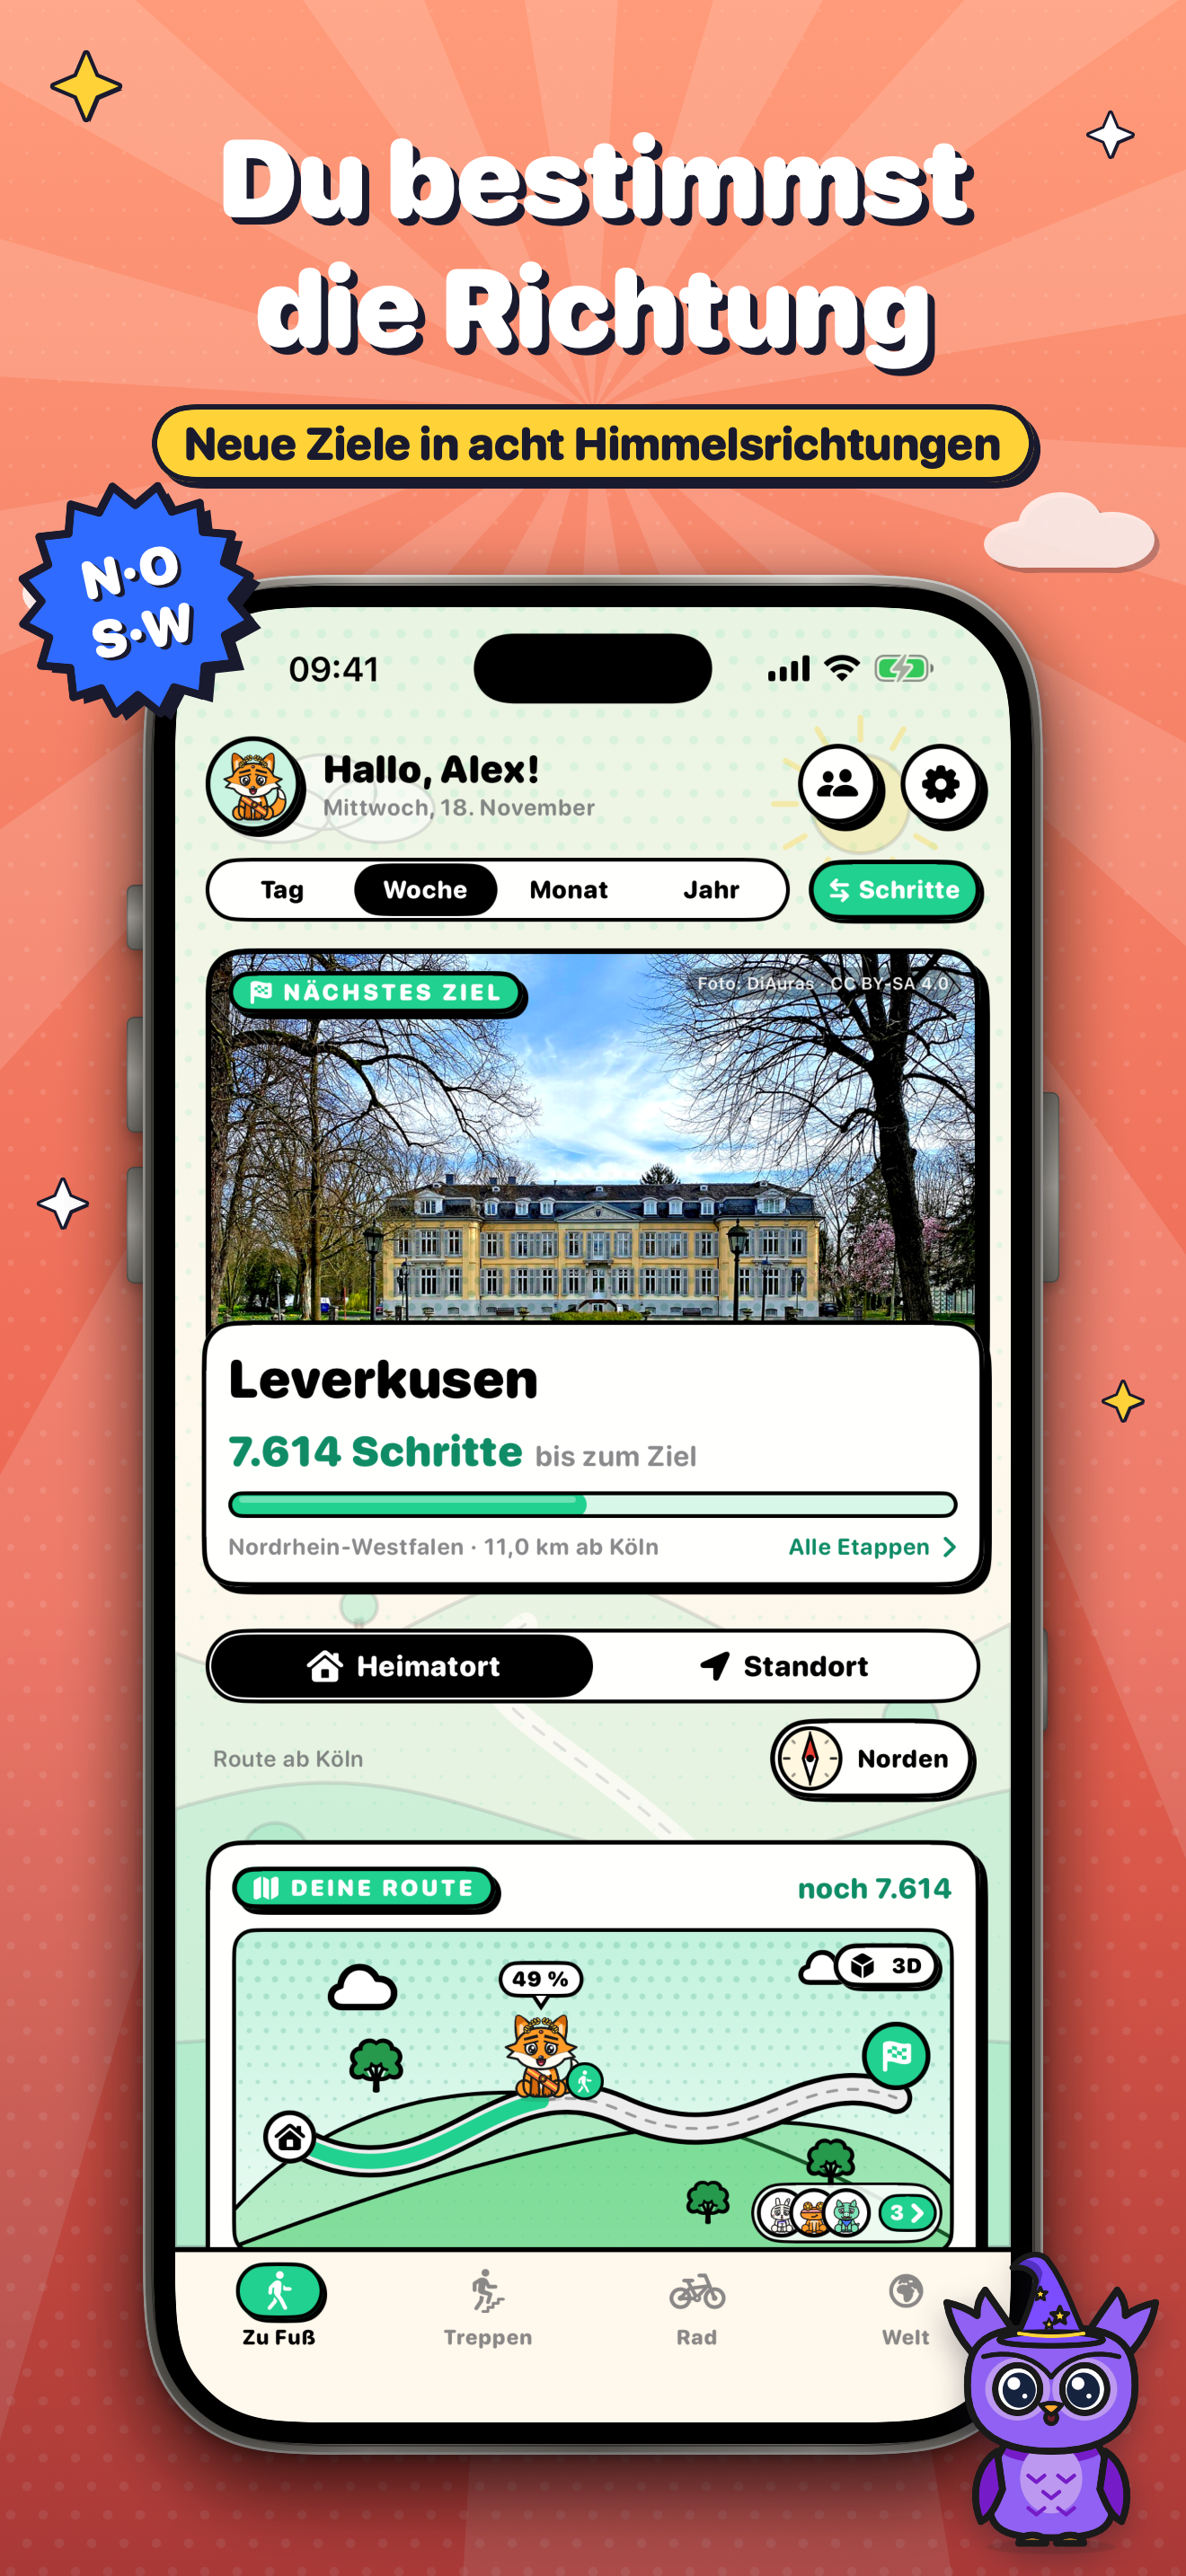 Du bestimmst
die Richtung
Neue Ziele in acht Himmelsrichtungen
N·O
S·W
09:41
Hallo, Alex!
Mittwoch, 18. November
Tag Woche Monat Jahr Schritte
NÄCHSTES ZIEL
Foto: DiAuras · CC BY-SA 4.0
Leverkusen
7.614 Schritte bis zum Ziel
Nordrhein-Westfalen · 11,0 km ab Köln Alle Etappen
Heimatort Standort
Route ab Köln Norden
DEINE ROUTE noch 7.614
3D
49 %
3
Zu Fuß Treppen Rad Welt